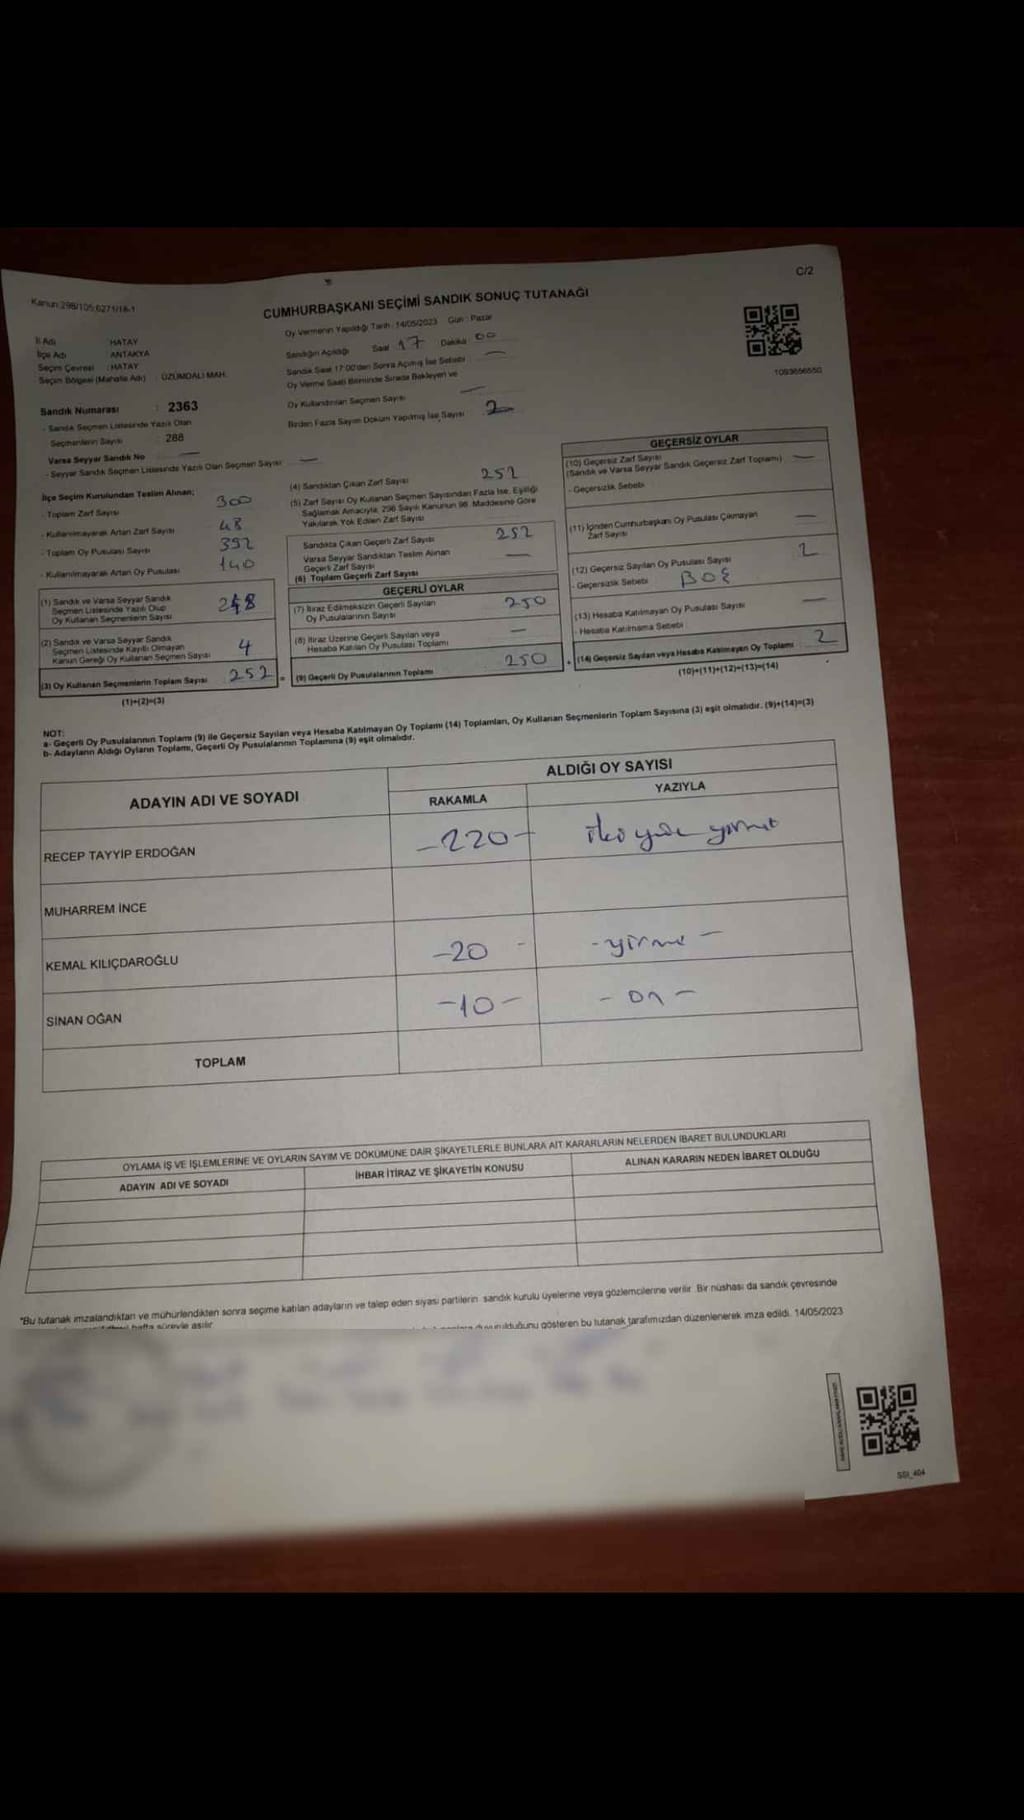 C/2
Kanun:298/105;6271/18-1
CUMHURBAŞKANI SEÇİMİ SANDIK SONUÇ TUTANAĞI
Oy Vermenin Yapıldığı Tarih : 14/05/2023 Gün : Pazar
İl Adı : HATAY
İlçe Adı : ANTAKYA
Seçim Çevresi : HATAY
Seçim Bölgesi (Mahalle Adı) : ÜZÜMDALI MAH.
Sandığın Açıldığı Saat 17 Dakika 00
Sandık Saat 17:00'den Sonra Açılmış İse Sebebi : —
Oy Verme Saati Bitiminde Sırada Bekleyen ve
Oy Kullandırılan Seçmen Sayısı —
Birden Fazla Sayım Döküm Yapılmış İse Sayısı 2
1093656550
Sandık Numarası : 2363
- Sandık Seçmen Listesinde Yazılı Olan
Seçmenlerin Sayısı : 288
Varsa Seyyar Sandık No —
- Seyyar Sandık Seçmen Listesinde Yazılı Olan Seçmen Sayısı —
İlçe Seçim Kurulundan Teslim Alınan;
- Toplam Zarf Sayısı 300
- Kullanılmayarak Artan Zarf Sayısı 48
- Toplam Oy Pusulası Sayısı 392
- Kullanılmayarak Artan Oy Pusulası 140
(1) Sandık ve Varsa Seyyar Sandık
Seçmen Listesinde Yazılı Olup
Oy Kullanan Seçmenlerin Sayısı 248
(2) Sandık ve Varsa Seyyar Sandık
Seçmen Listesinde Kayıtlı Olmayan
Kanun Gereği Oy Kullanan Seçmen Sayısı 4
(3) Oy Kullanan Seçmenlerin Toplam Sayısı 252
(1)+(2)=(3)
(4) Sandıktan Çıkan Zarf Sayısı 252
(5) Zarf Sayısı Oy Kullanan Seçmen Sayısından Fazla İse, Eşitliği
Sağlamak Amacıyla, 298 Sayılı Kanunun 98. Maddesine Göre
Yakılarak Yok Edilen Zarf Sayısı
Sandıkta Çıkan Geçerli Zarf Sayısı 252
Varsa Seyyar Sandıktan Teslim Alınan
Geçerli Zarf Sayısı —
(6) Toplam Geçerli Zarf Sayısı
GEÇERLİ OYLAR
(7) İtiraz Edilmeksizin Geçerli Sayılan
Oy Pusulalarının Sayısı 250
(8) İtiraz Üzerine Geçerli Sayılan veya
Hesaba Katılan Oy Pusulası Toplamı —
(9) Geçerli Oy Pusulalarının Toplamı 250
GEÇERSİZ OYLAR
(10) Geçersiz Zarf Sayısı
(Sandık ve Varsa Seyyar Sandık Geçersiz Zarf Toplamı) —
- Geçersizlik Sebebi
(11) İçinden Cumhurbaşkanı Oy Pusulası Çıkmayan
Zarf Sayısı —
(12) Geçersiz Sayılan Oy Pusulası Sayısı 2
- Geçersizlik Sebebi BOŞ
(13) Hesaba Katılmayan Oy Pusulası Sayısı —
- Hesaba Katılmama Sebebi :
(14) Geçersiz Sayılan veya Hesaba Katılmayan Oy Toplamı 2
(10)+(11)+(12)+(13)=(14)
NOT:
a- Geçerli Oy Pusulalarının Toplamı (9) ile Geçersiz Sayılan veya Hesaba Katılmayan Oy Toplamı (14) Toplamları, Oy Kullanan Seçmenlerin Toplam Sayısına (3) eşit olmalıdır. (9)+(14)=(3)
b- Adayların Aldığı Oyların Toplamı, Geçerli Oy Pusulalarının Toplamına (9) eşit olmalıdır.
ADAYIN ADI VE SOYADI
ALDIĞI OY SAYISI
RAKAMLA YAZIYLA
RECEP TAYYİP ERDOĞAN -220- iki yüz yirmi
MUHARREM İNCE
KEMAL KILIÇDAROĞLU -20 - - yirmi -
SİNAN OĞAN -10- - on -
TOPLAM
OYLAMA İŞ VE İŞLEMLERİNE VE OYLARIN SAYIM VE DÖKÜMÜNE DAİR ŞİKAYETLERLE BUNLARA AİT KARARLARIN NELERDEN İBARET BULUNDUKLARI
ADAYIN ADI VE SOYADI İHBAR İTİRAZ VE ŞİKAYETİN KONUSU ALINAN KARARIN NEDEN İBARET OLDUĞU
"Bu tutanak imzalandıktan ve mühürlendikten sonra seçime katılan adayların ve talep eden siyasi partilerin sandık kurulu üyelerine veya gözlemcilerine verilir. Bir nüshası da sandık çevresinde
hafta süreyle asılır duyurulduğunu gösteren bu tutanak tarafımızdan düzenlenerek imza edildi. 14/05/2023
SSI_404